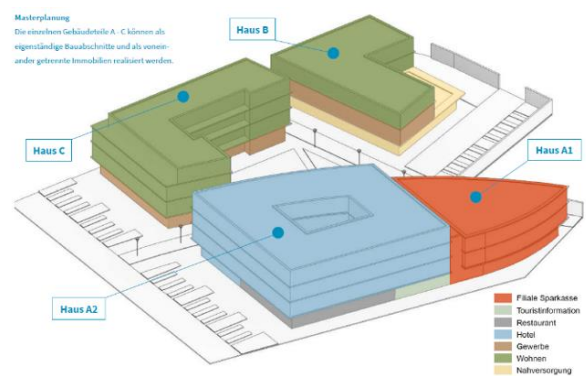 Masterplanung
Die einzelnen Gebäudeteile A - C können als
eigenständige Bauabschnitte und als vonein-
ander getrennte Immobilien realisiert werden.
Haus B
Haus C
Haus A1
Haus A2
Filiale Sparkasse
Touristinformation
Restaurant
Hotel
Gewerbe
Wohnen
Nahversorgung